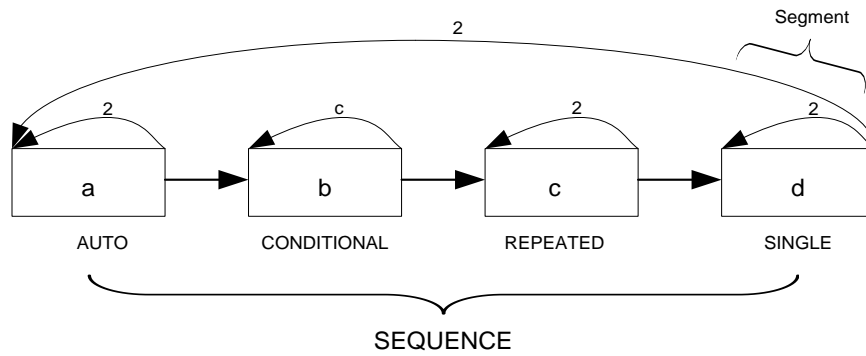 Segment
2
2 c 2 2
a b c d
AUTO CONDITIONAL REPEATED SINGLE
SEQUENCE